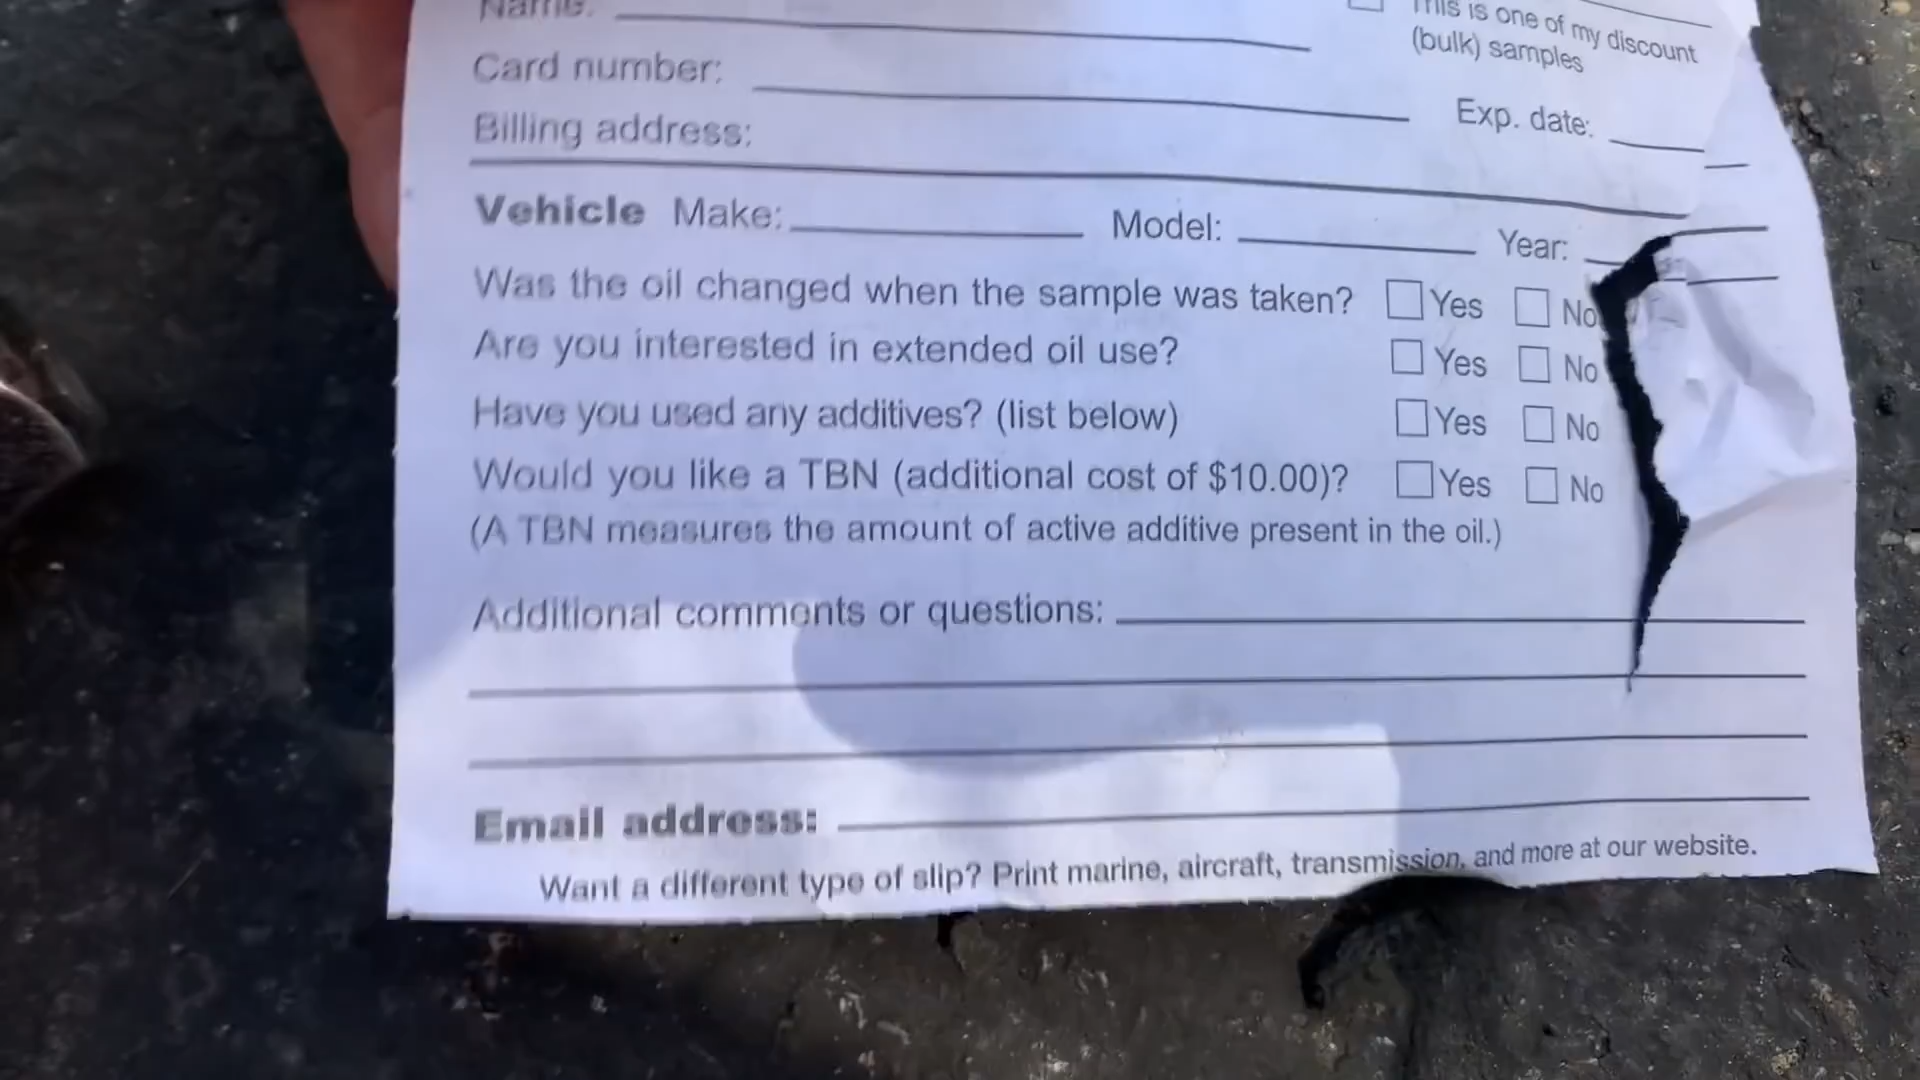 Name:
This is one of my discount
(bulk) samples
Card number:
Exp. date:
Billing address:
Vehicle Make: Model: Year:
Was the oil changed when the sample was taken? Yes No
Are you interested in extended oil use? Yes No
Have you used any additives? (list below) Yes No
Would you like a TBN (additional cost of $10.00)? Yes No
(A TBN measures the amount of active additive present in the oil.)
Additional comments or questions:
Email address:
Want a different type of slip? Print marine, aircraft, transmission, and more at our website.